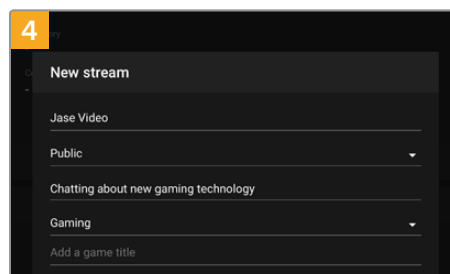 4
New stream
Jase Video
Public
Chatting about new gaming technology
Gaming
Add a game title